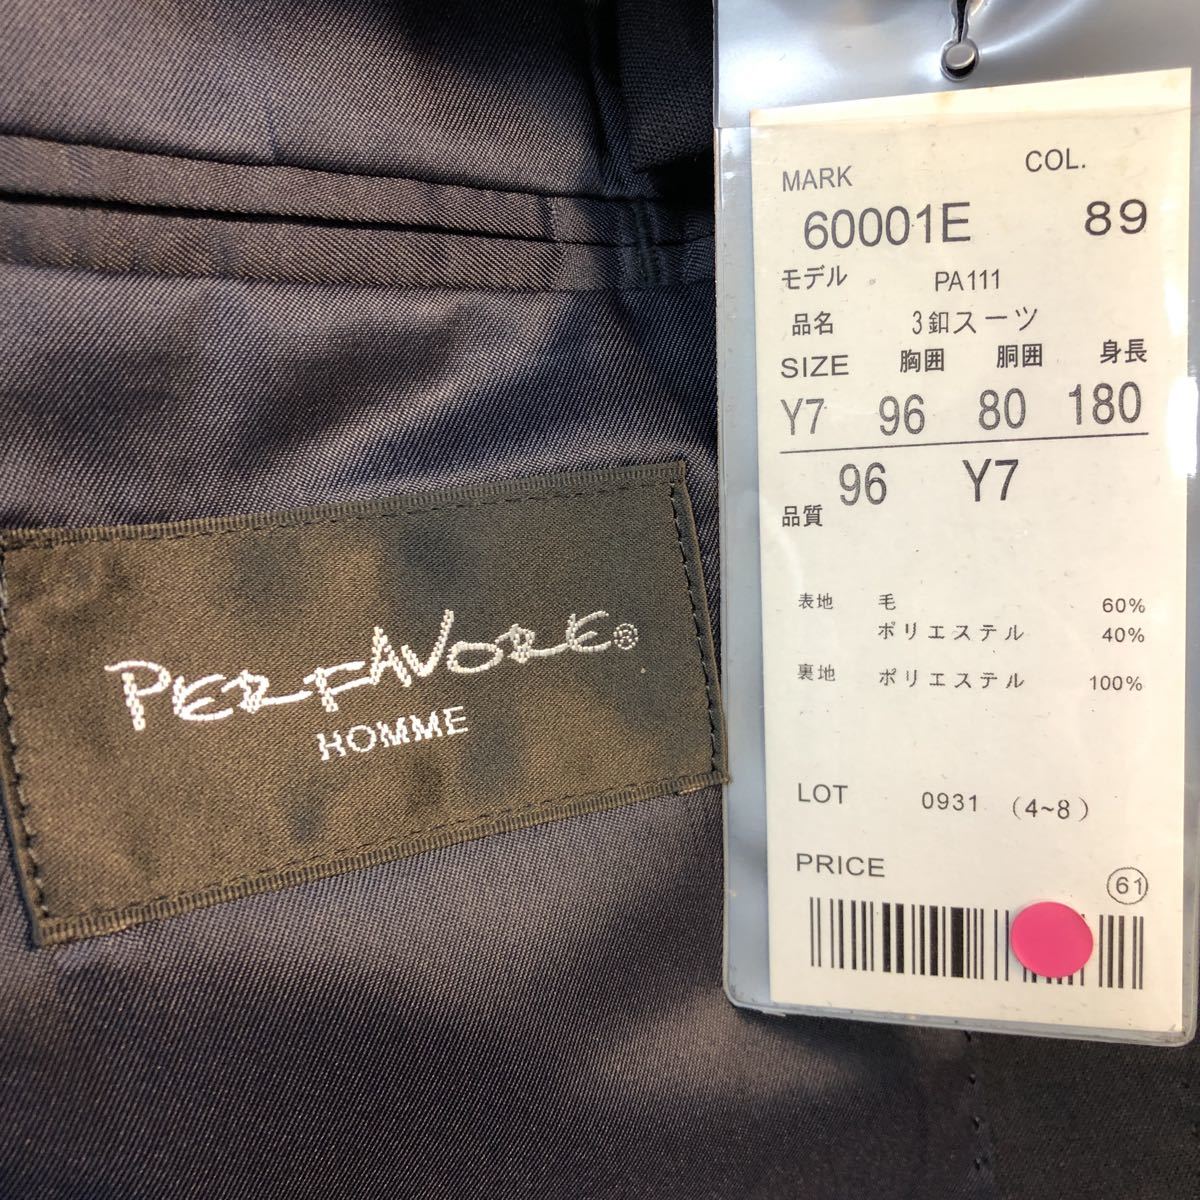 PERFAVORE®
HOMME
MARK COL.
60001E 89
モデル PA111
品名 3釦スーツ
SIZE 胸囲 胴囲 身長
Y7 96 80 180
96 Y7
品質
表地 毛 60%
ポリエステル 40%
裏地 ポリエステル 100%
LOT 0931 (4~8)
PRICE
61